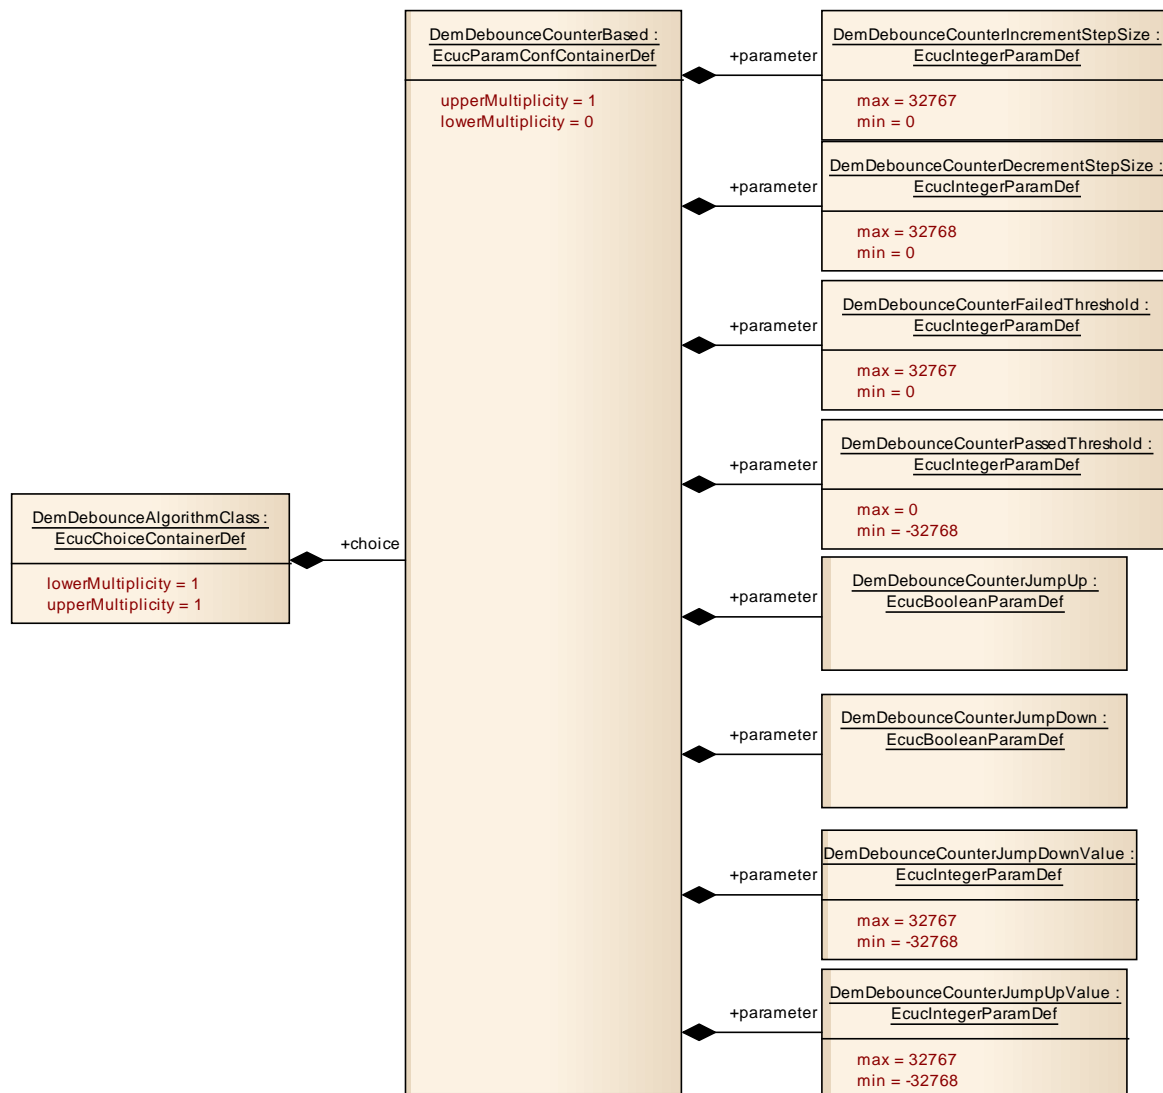 DemDebounceCounterBased :
EcucParamConfContainerDef
upperMultiplicity = 1
lowerMultiplicity = 0
+parameter
DemDebounceCounterIncrementStepSize :
EcucIntegerParamDef
max = 32767
min = 0
+parameter
DemDebounceCounterDecrementStepSize :
EcucIntegerParamDef
max = 32768
min = 0
+parameter
DemDebounceCounterFailedThreshold :
EcucIntegerParamDef
max = 32767
min = 0
+parameter
DemDebounceCounterPassedThreshold :
EcucIntegerParamDef
max = 0
min = -32768
DemDebounceAlgorithmClass :
EcucChoiceContainerDef
lowerMultiplicity = 1
upperMultiplicity = 1
+choice
+parameter
DemDebounceCounterJumpUp :
EcucBooleanParamDef
+parameter
DemDebounceCounterJumpDown :
EcucBooleanParamDef
+parameter
DemDebounceCounterJumpDownValue :
EcucIntegerParamDef
max = 32767
min = -32768
+parameter
DemDebounceCounterJumpUpValue :
EcucIntegerParamDef
max = 32767
min = -32768